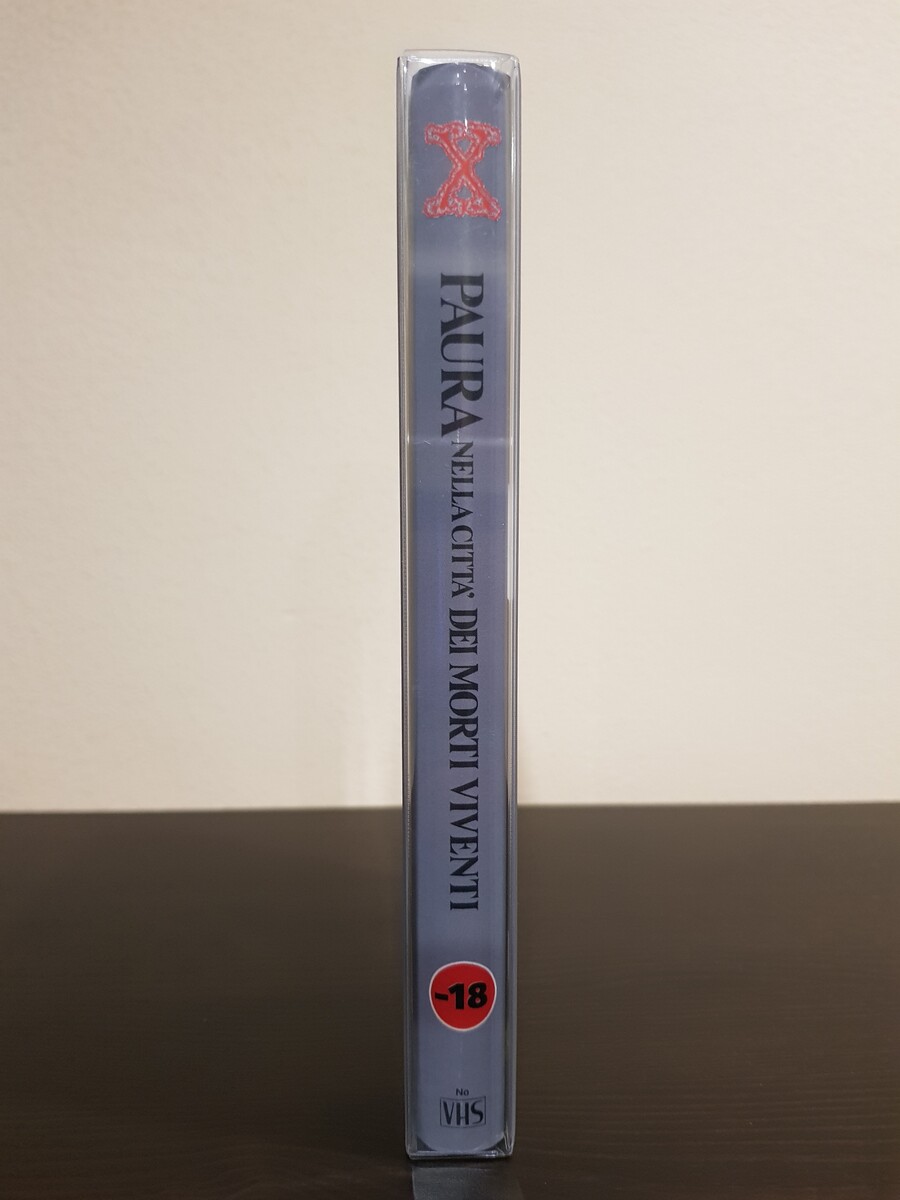 X
PAURA NELLA CITTA' DEI MORTI VIVENTI
-18
No
VHS